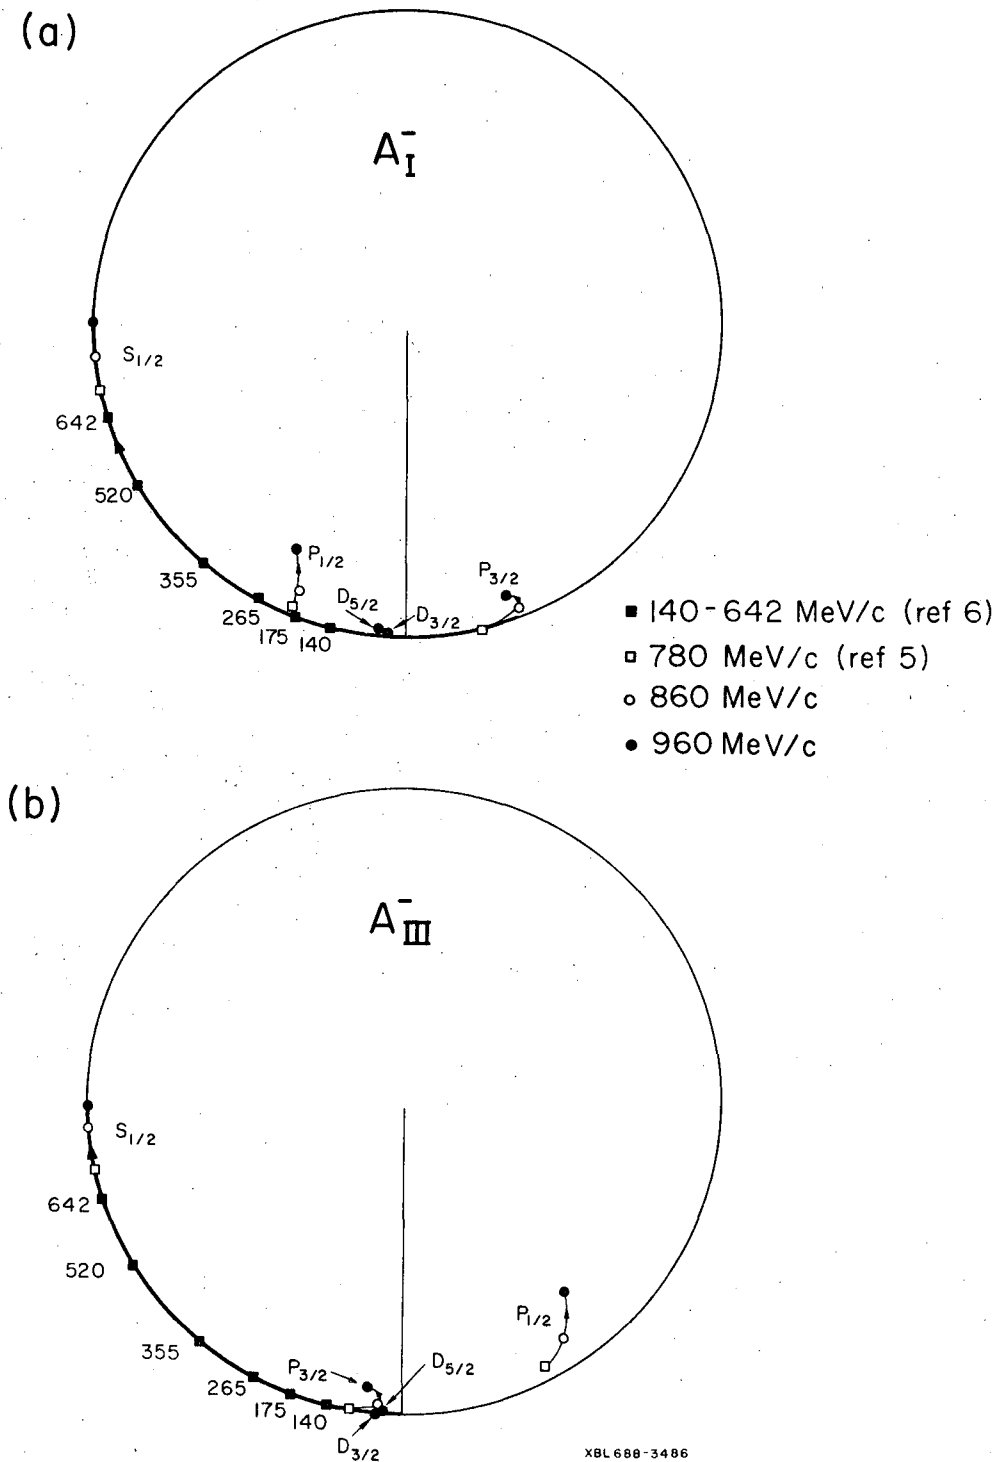 (a)
A⁻I
S1/2
642
520
355
265
175
140
P1/2
D5/2
D3/2
P3/2
■ 140-642 MeV/c (ref 6)
□ 780 MeV/c (ref 5)
○ 860 MeV/c
● 960 MeV/c
(b)
A⁻III
S1/2
642
520
355
265
175
140
P3/2
D5/2
D3/2
P1/2
XBL 688-3486